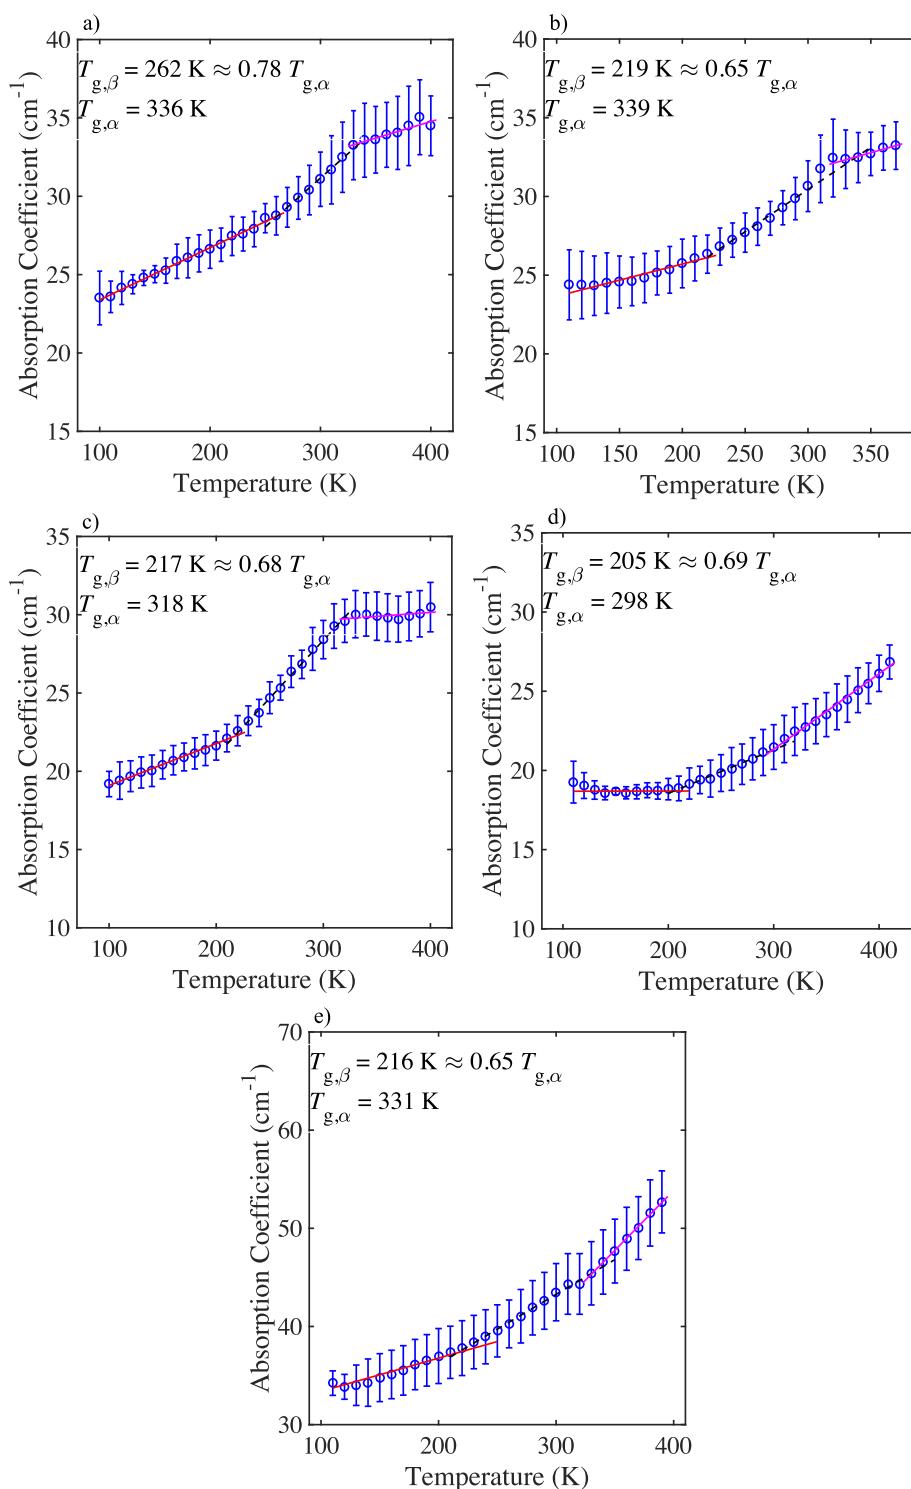 a)
T_g,β = 262 K ≈ 0.78 T_g,α
T_g,α = 336 K
40
35
30
25
20
15
Absorption Coefficient (cm⁻¹)
100 200 300 400
Temperature (K)
b)
T_g,β = 219 K ≈ 0.65 T_g,α
T_g,α = 339 K
40
35
30
25
20
15
Absorption Coefficient (cm⁻¹)
100 150 200 250 300 350
Temperature (K)
c)
T_g,β = 217 K ≈ 0.68 T_g,α
T_g,α = 318 K
35
30
25
20
15
10
Absorption Coefficient (cm⁻¹)
100 200 300 400
Temperature (K)
d)
T_g,β = 205 K ≈ 0.69 T_g,α
T_g,α = 298 K
35
30
25
20
15
10
Absorption Coefficient (cm⁻¹)
100 200 300 400
Temperature (K)
e)
T_g,β = 216 K ≈ 0.65 T_g,α
T_g,α = 331 K
70
60
50
40
30
Absorption Coefficient (cm⁻¹)
100 200 300 400
Temperature (K)